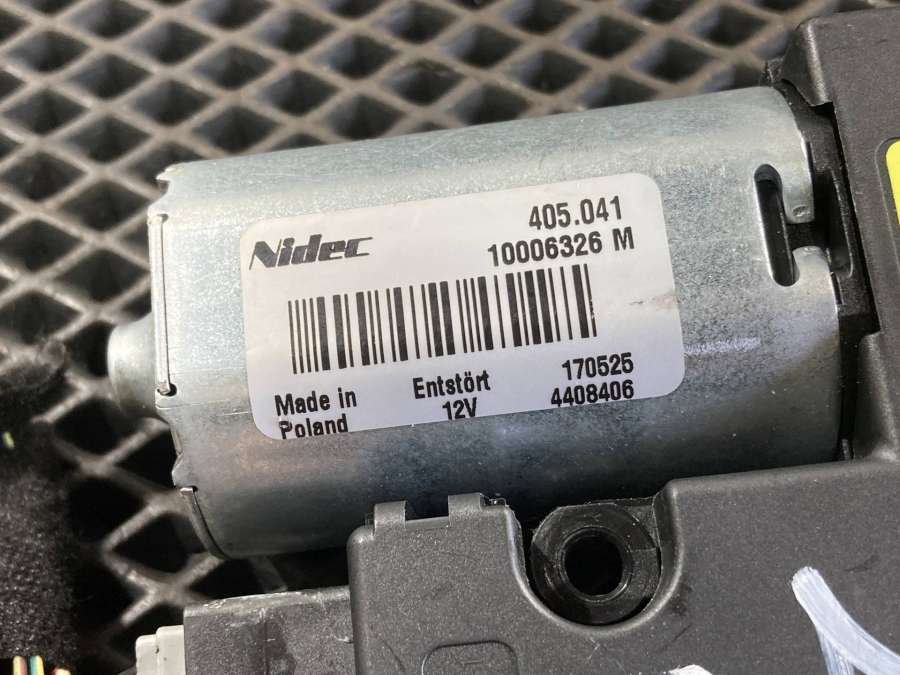 Nidec
405.041
10006326 M
Made in
Poland
Entstört
12V
170525
4408406